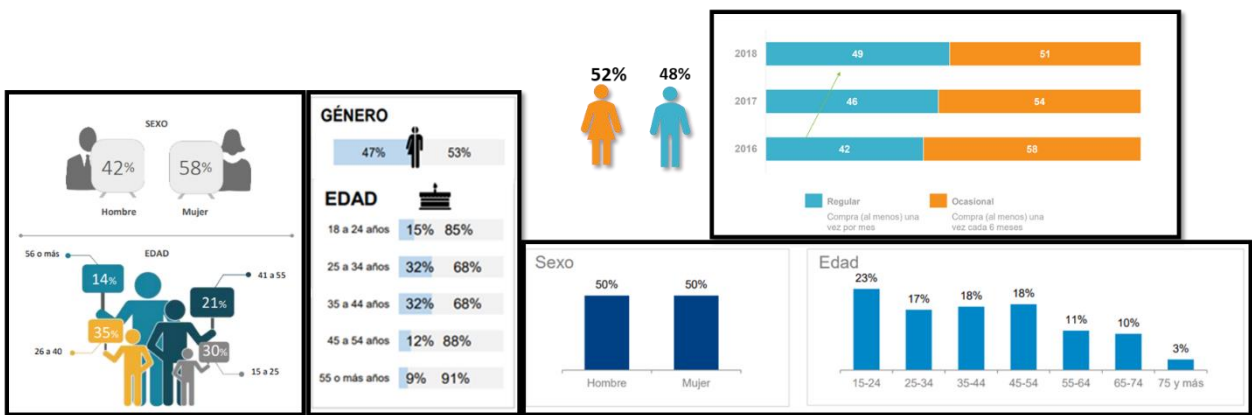 SEXO
42%
58%
Hombre
Mujer
56 o más
EDAD
41 a 55
14%
21%
35%
30%
26 a 40
15 a 25
GÉNERO
47%
53%
EDAD
18 a 24 años 15% 85%
25 a 34 años 32% 68%
35 a 44 años 32% 68%
45 a 54 años 12% 88%
55 o más años 9% 91%
52%
48%
2018 49 51
2017 46 54
2016 42 58
Regular
Compra (al menos) una
vez por mes
Ocasional
Compra (al menos) una
vez cada 6 meses
Sexo
50% 50%
Hombre Mujer
Edad
23% 17% 18% 18% 11% 10% 3%
15-24 25-34 35-44 45-54 55-64 65-74 75 y más